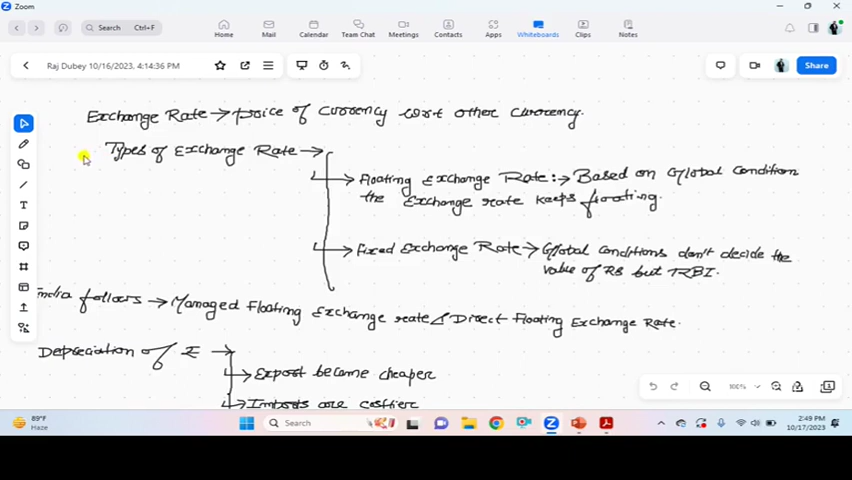 Zoom
Search Ctrl+F
Home
Mail
Calendar
Team Chat
Meetings
Contacts
Apps
Whiteboards
Clips
Notes
Raj Dubey 10/16/2023, 4:14:36 PM
Share
Exchange Rate → price of Currency w.r.t other Currency.
Types of Exchange Rate →
→ Floating Exchange Rate :→ Based on Global Condition
the Exchange rate keeps floating.
→ Fixed Exchange Rate → Global Conditions don't decide the
value of RS but RBI.
India follows → Managed Floating Exchange rate Direct Floating Exchange Rate.
Depreciation of →
→ Export become cheaper
→ Imports are costlier
100%
89°F
Haze
Search
2:49 PM
10/17/2023